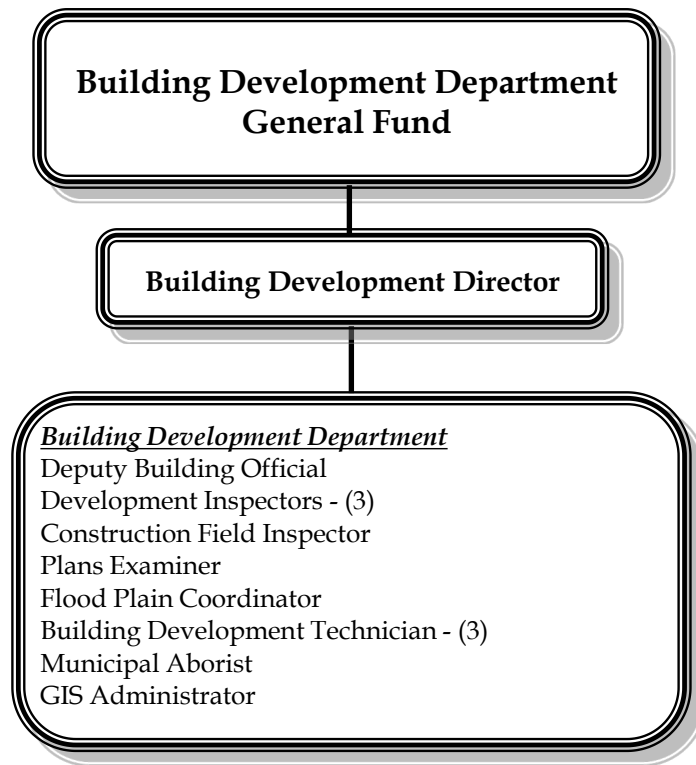 Building Development Department
General Fund
Building Development Director
Building Development Department
Deputy Building Official
Development Inspectors - (3)
Construction Field Inspector
Plans Examiner
Flood Plain Coordinator
Building Development Technician - (3)
Municipal Aborist
GIS Administrator